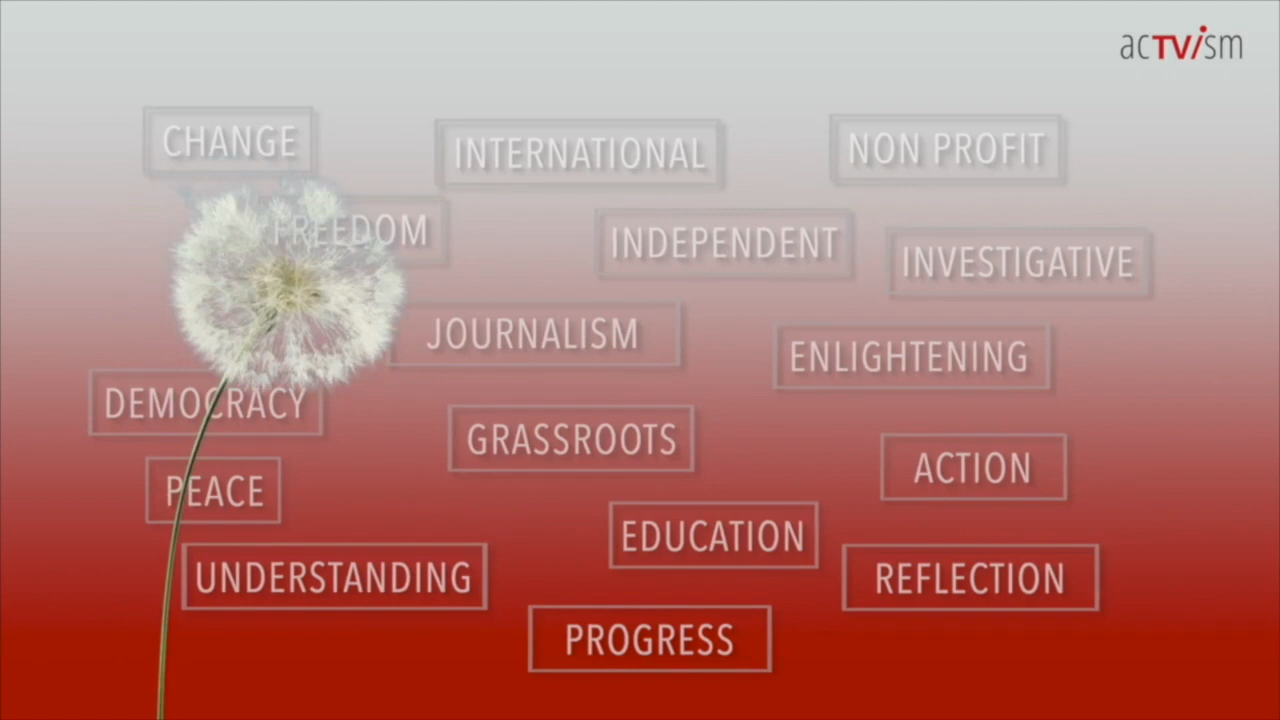 acTVism
CHANGE
INTERNATIONAL
NON PROFIT
FREEDOM
INDEPENDENT
INVESTIGATIVE
JOURNALISM
ENLIGHTENING
DEMOCRACY
GRASSROOTS
ACTION
PEACE
EDUCATION
UNDERSTANDING
REFLECTION
PROGRESS